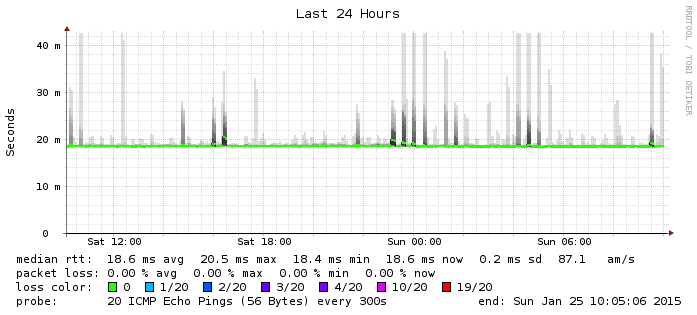 Last 24 Hours
RRDTOOL / TOBI OETIKER
Seconds
40 m
30 m
20 m
10 m
0
Sat 12:00 Sat 18:00 Sun 00:00 Sun 06:00
median rtt: 18.6 ms avg 20.5 ms max 18.4 ms min 18.6 ms now 0.2 ms sd 87.1 am/s
packet loss: 0.00 % avg 0.00 % max 0.00 % min 0.00 % now
loss color: 0 1/20 2/20 3/20 4/20 10/20 19/20
probe: 20 ICMP Echo Pings (56 Bytes) every 300s end: Sun Jan 25 10:05:06 2015